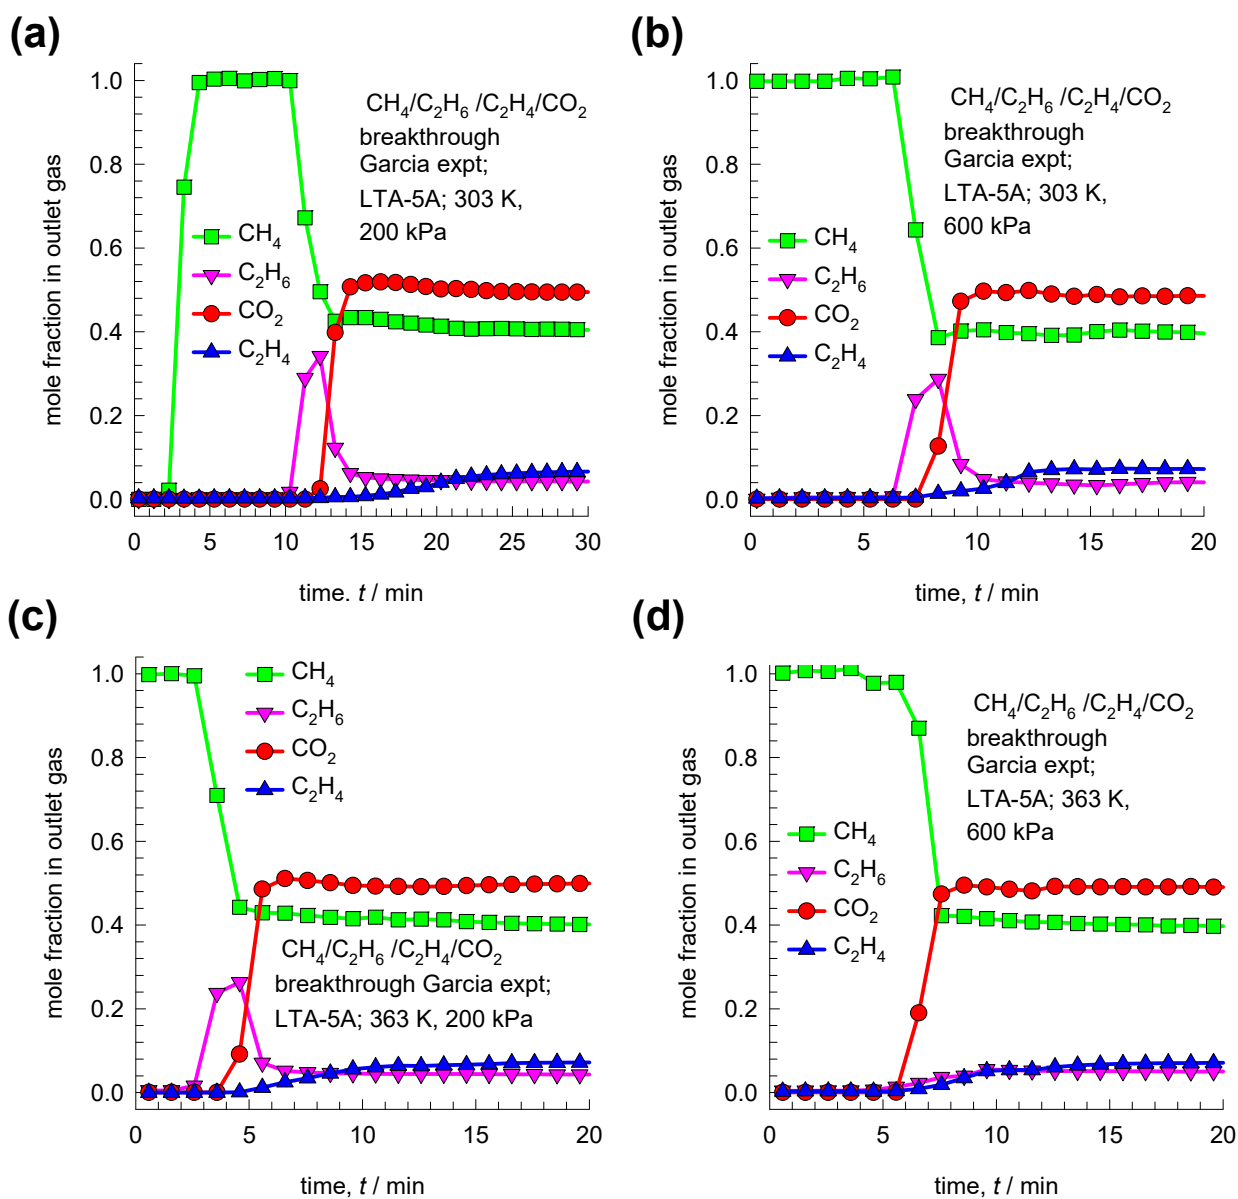 (a)
mole fraction in outlet gas
1.0
0.8
0.6
0.4
0.2
0.0
CH4/C2H6 /C2H4/CO2
breakthrough
Garcia expt;
LTA-5A; 303 K,
200 kPa
CH4
C2H6
CO2
C2H4
0 5 10 15 20 25 30
time. t / min
(b)
mole fraction in outlet gas
1.0
0.8
0.6
0.4
0.2
0.0
CH4/C2H6 /C2H4/CO2
breakthrough
Garcia expt;
LTA-5A; 303 K,
600 kPa
CH4
C2H6
CO2
C2H4
0 5 10 15 20
time, t / min
(c)
mole fraction in outlet gas
1.0
0.8
0.6
0.4
0.2
0.0
CH4
C2H6
CO2
C2H4
CH4/C2H6 /C2H4/CO2
breakthrough Garcia expt;
LTA-5A; 363 K, 200 kPa
0 5 10 15 20
time, t / min
(d)
mole fraction in outlet gas
1.0
0.8
0.6
0.4
0.2
0.0
CH4/C2H6 /C2H4/CO2
breakthrough
Garcia expt;
LTA-5A; 363 K,
600 kPa
CH4
C2H6
CO2
C2H4
0 5 10 15 20
time, t / min